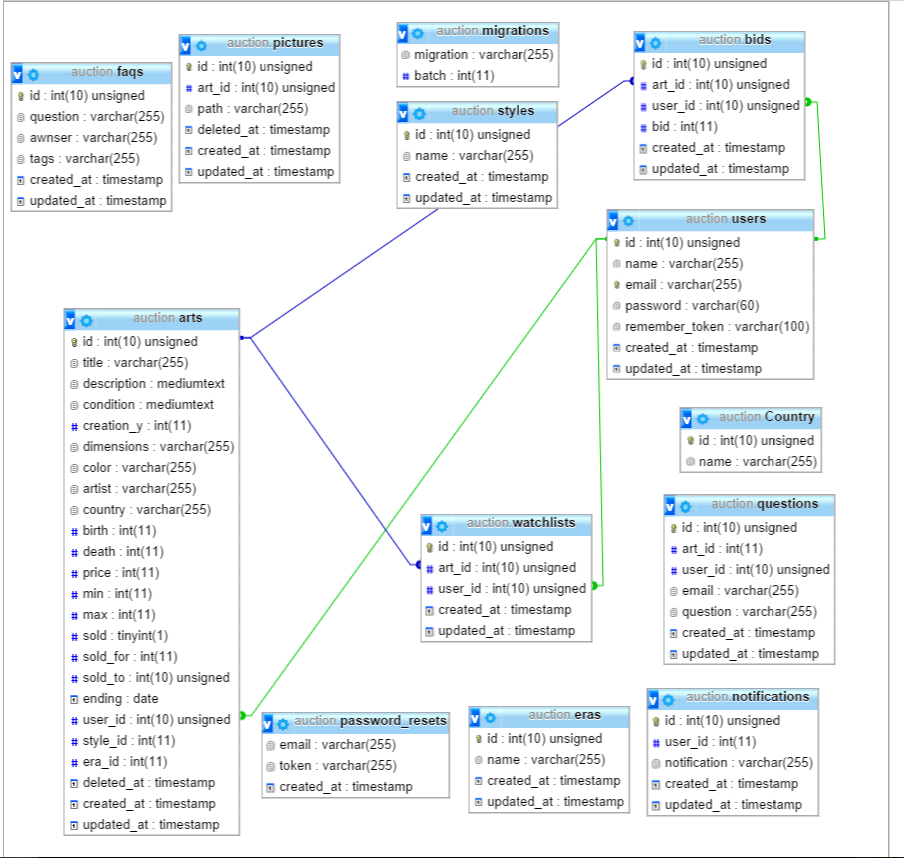 auction.faqs
id : int(10) unsigned
question : varchar(255)
awnser : varchar(255)
tags : varchar(255)
created_at : timestamp
updated_at : timestamp
auction.pictures
id : int(10) unsigned
art_id : int(10) unsigned
path : varchar(255)
deleted_at : timestamp
created_at : timestamp
updated_at : timestamp
auction.migrations
migration : varchar(255)
batch : int(11)
auction.styles
id : int(10) unsigned
name : varchar(255)
created_at : timestamp
updated_at : timestamp
auction.bids
id : int(10) unsigned
art_id : int(10) unsigned
user_id : int(10) unsigned
bid : int(11)
created_at : timestamp
updated_at : timestamp
auction.users
id : int(10) unsigned
name : varchar(255)
email : varchar(255)
password : varchar(60)
remember_token : varchar(100)
created_at : timestamp
updated_at : timestamp
auction.arts
id : int(10) unsigned
title : varchar(255)
description : mediumtext
condition : mediumtext
creation_y : int(11)
dimensions : varchar(255)
color : varchar(255)
artist : varchar(255)
country : varchar(255)
birth : int(11)
death : int(11)
price : int(11)
min : int(11)
max : int(11)
sold : tinyint(1)
sold_for : int(11)
sold_to : int(10) unsigned
ending : date
user_id : int(10) unsigned
style_id : int(11)
era_id : int(11)
deleted_at : timestamp
created_at : timestamp
updated_at : timestamp
auction.Country
id : int(10) unsigned
name : varchar(255)
auction.watchlists
id : int(10) unsigned
art_id : int(10) unsigned
user_id : int(10) unsigned
created_at : timestamp
updated_at : timestamp
auction.questions
id : int(10) unsigned
art_id : int(11)
user_id : int(10) unsigned
email : varchar(255)
question : varchar(255)
created_at : timestamp
updated_at : timestamp
auction.password_resets
email : varchar(255)
token : varchar(255)
created_at : timestamp
auction.eras
id : int(10) unsigned
name : varchar(255)
created_at : timestamp
updated_at : timestamp
auction.notifications
id : int(10) unsigned
user_id : int(11)
notification : varchar(255)
created_at : timestamp
updated_at : timestamp